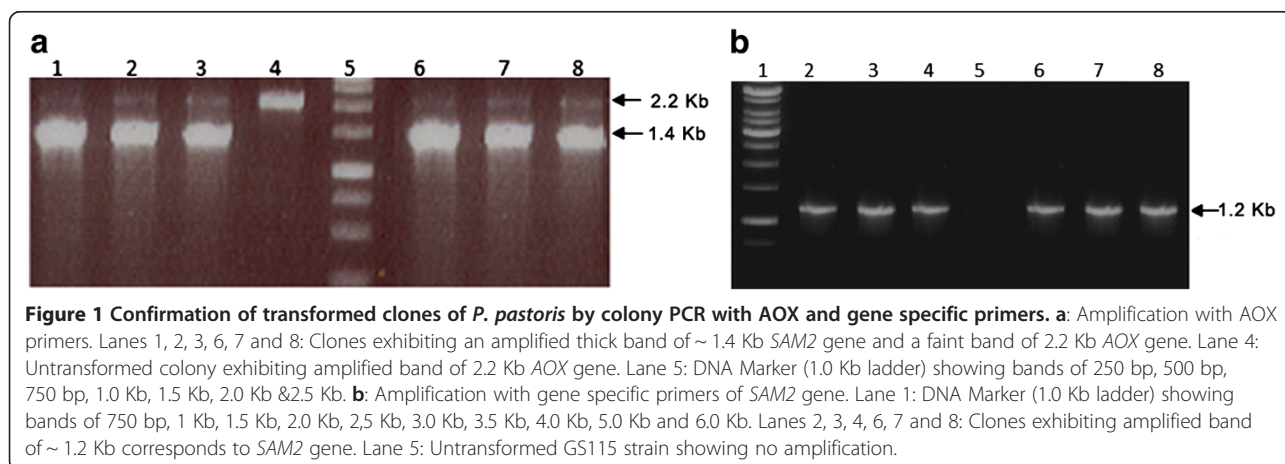 a
1 2 3 4 5 6 7 8
2.2 Kb
1.4 Kb
b
1 2 3 4 5 6 7 8
1.2 Kb
Figure 1 Confirmation of transformed clones of P. pastoris by colony PCR with AOX and gene specific primers. a: Amplification with AOX
primers. Lanes 1, 2, 3, 6, 7 and 8: Clones exhibiting an amplified thick band of ~ 1.4 Kb SAM2 gene and a faint band of 2.2 Kb AOX gene. Lane 4:
Untransformed colony exhibiting amplified band of 2.2 Kb AOX gene. Lane 5: DNA Marker (1.0 Kb ladder) showing bands of 250 bp, 500 bp,
750 bp, 1.0 Kb, 1.5 Kb, 2.0 Kb &2.5 Kb. b: Amplification with gene specific primers of SAM2 gene. Lane 1: DNA Marker (1.0 Kb ladder) showing
bands of 750 bp, 1 Kb, 1.5 Kb, 2.0 Kb, 2,5 Kb, 3.0 Kb, 3.5 Kb, 4.0 Kb, 5.0 Kb and 6.0 Kb. Lanes 2, 3, 4, 6, 7 and 8: Clones exhibiting amplified band
of ~ 1.2 Kb corresponds to SAM2 gene. Lane 5: Untransformed GS115 strain showing no amplification.